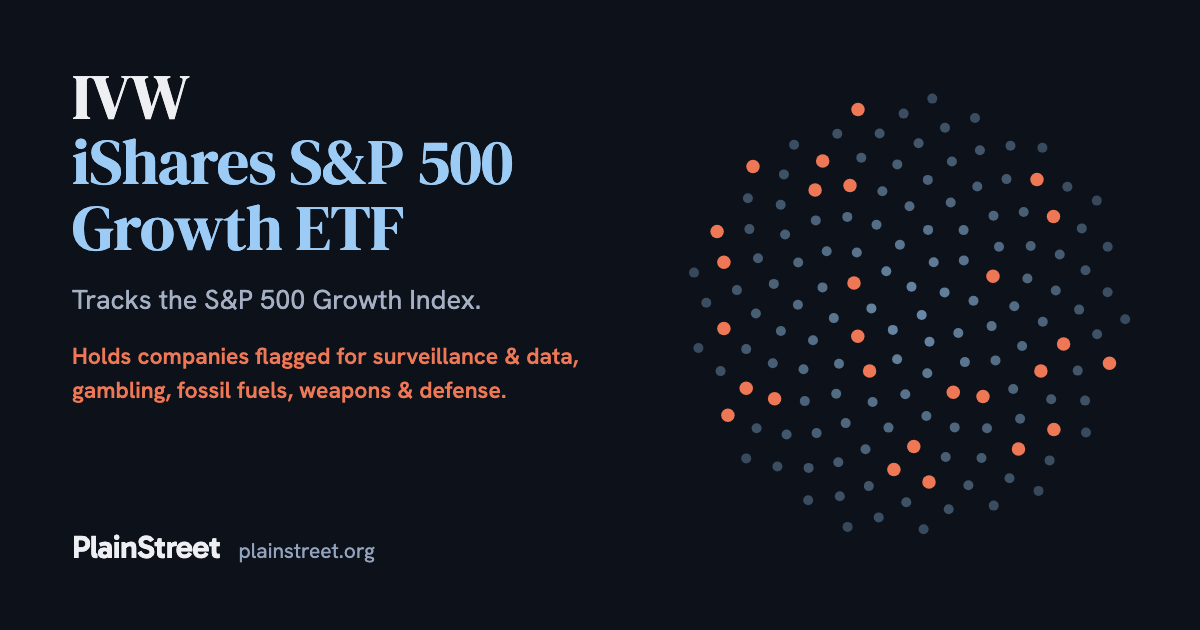 IVW
iShares S&P 500
Growth ETF
Tracks the S&P 500 Growth Index.
Holds companies flagged for surveillance & data,
gambling, fossil fuels, weapons & defense.
PlainStreet plainstreet.org